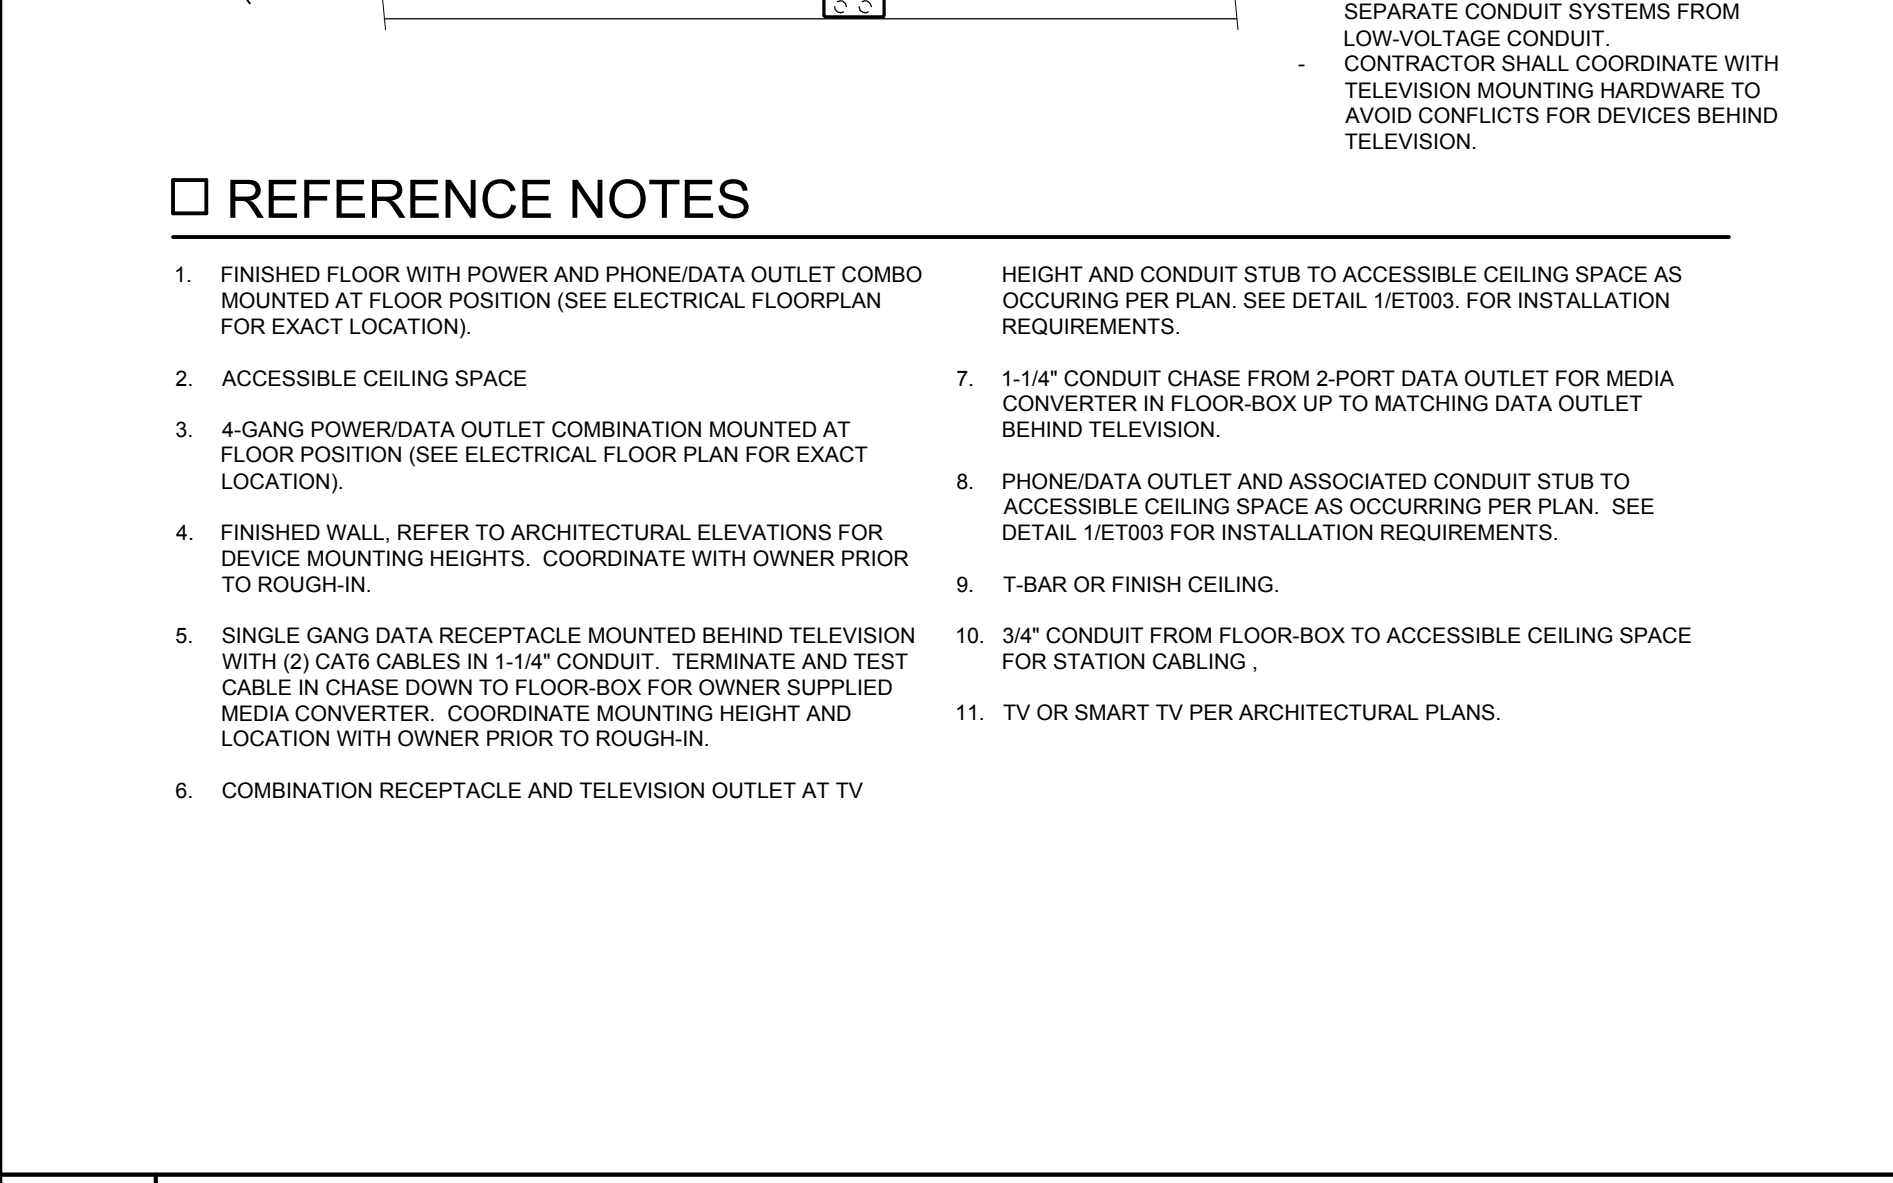 SEPARATE CONDUIT SYSTEMS FROM
LOW-VOLTAGE CONDUIT.
- CONTRACTOR SHALL COORDINATE WITH
TELEVISION MOUNTING HARDWARE TO
AVOID CONFLICTS FOR DEVICES BEHIND
TELEVISION.
REFERENCE NOTES
1. FINISHED FLOOR WITH POWER AND PHONE/DATA OUTLET COMBO
MOUNTED AT FLOOR POSITION (SEE ELECTRICAL FLOORPLAN
FOR EXACT LOCATION).
2. ACCESSIBLE CEILING SPACE
3. 4-GANG POWER/DATA OUTLET COMBINATION MOUNTED AT
FLOOR POSITION (SEE ELECTRICAL FLOOR PLAN FOR EXACT
LOCATION).
4. FINISHED WALL, REFER TO ARCHITECTURAL ELEVATIONS FOR
DEVICE MOUNTING HEIGHTS. COORDINATE WITH OWNER PRIOR
TO ROUGH-IN.
5. SINGLE GANG DATA RECEPTACLE MOUNTED BEHIND TELEVISION
WITH (2) CAT6 CABLES IN 1-1/4" CONDUIT. TERMINATE AND TEST
CABLE IN CHASE DOWN TO FLOOR-BOX FOR OWNER SUPPLIED
MEDIA CONVERTER. COORDINATE MOUNTING HEIGHT AND
LOCATION WITH OWNER PRIOR TO ROUGH-IN.
6. COMBINATION RECEPTACLE AND TELEVISION OUTLET AT TV
HEIGHT AND CONDUIT STUB TO ACCESSIBLE CEILING SPACE AS
OCCURING PER PLAN. SEE DETAIL 1/ET003. FOR INSTALLATION
REQUIREMENTS.
7. 1-1/4" CONDUIT CHASE FROM 2-PORT DATA OUTLET FOR MEDIA
CONVERTER IN FLOOR-BOX UP TO MATCHING DATA OUTLET
BEHIND TELEVISION.
8. PHONE/DATA OUTLET AND ASSOCIATED CONDUIT STUB TO
ACCESSIBLE CEILING SPACE AS OCCURRING PER PLAN. SEE
DETAIL 1/ET003 FOR INSTALLATION REQUIREMENTS.
9. T-BAR OR FINISH CEILING.
10. 3/4" CONDUIT FROM FLOOR-BOX TO ACCESSIBLE CEILING SPACE
FOR STATION CABLING ,
11. TV OR SMART TV PER ARCHITECTURAL PLANS.